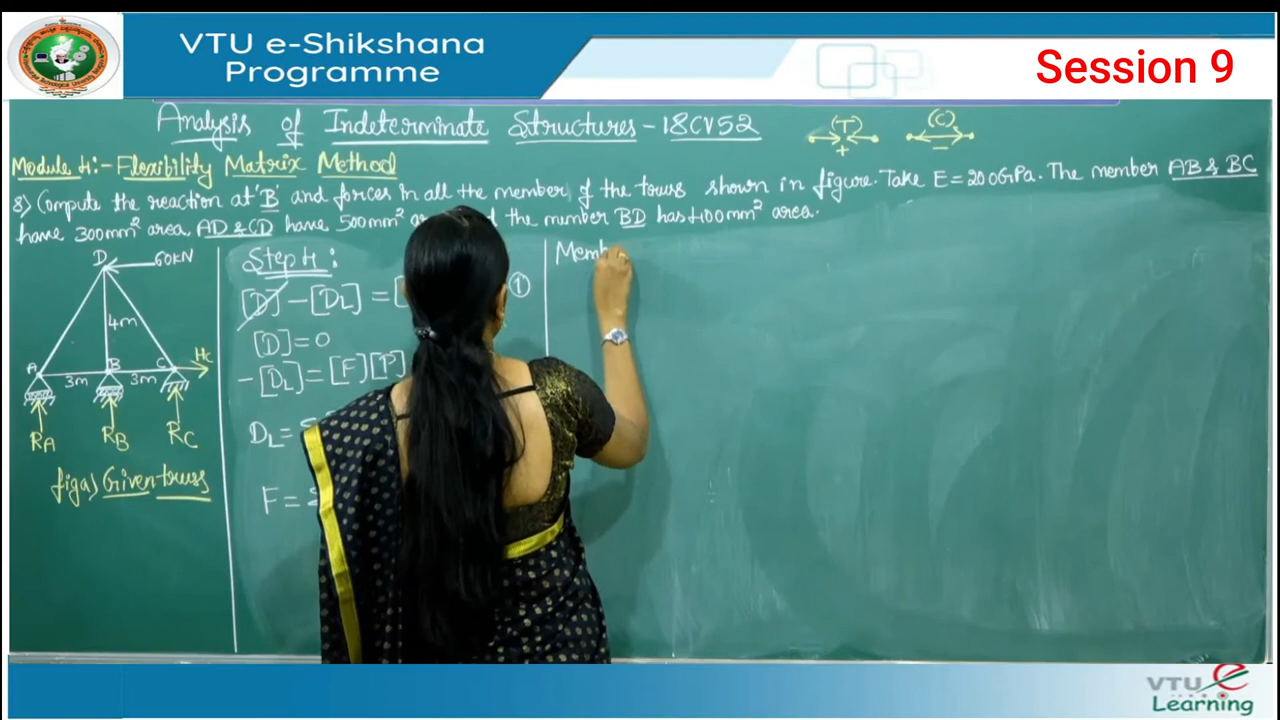 VTU e-Shikshana
Programme
Session 9
Analysis of Indeterminate Structures - 18CV52
(T)
+
(C)
-
Module 4:- Flexibility Matrix Method
8) Compute the reaction at 'B' and forces in all the member of the truss shown in figure. Take E = 200GPa. The member AB & BC
have 300mm² area, AD & CD have 500mm² the member BD has 400mm² area.
D
60kN
4m
A
B
C
Hc
3m
3m
RA
RB
RC
fig a) Given truss
Step 4:
[D] - [DL] = ①
[D] = 0
- [DL] = [F][P]
DL =
F =
Memb
VTU e
Learning